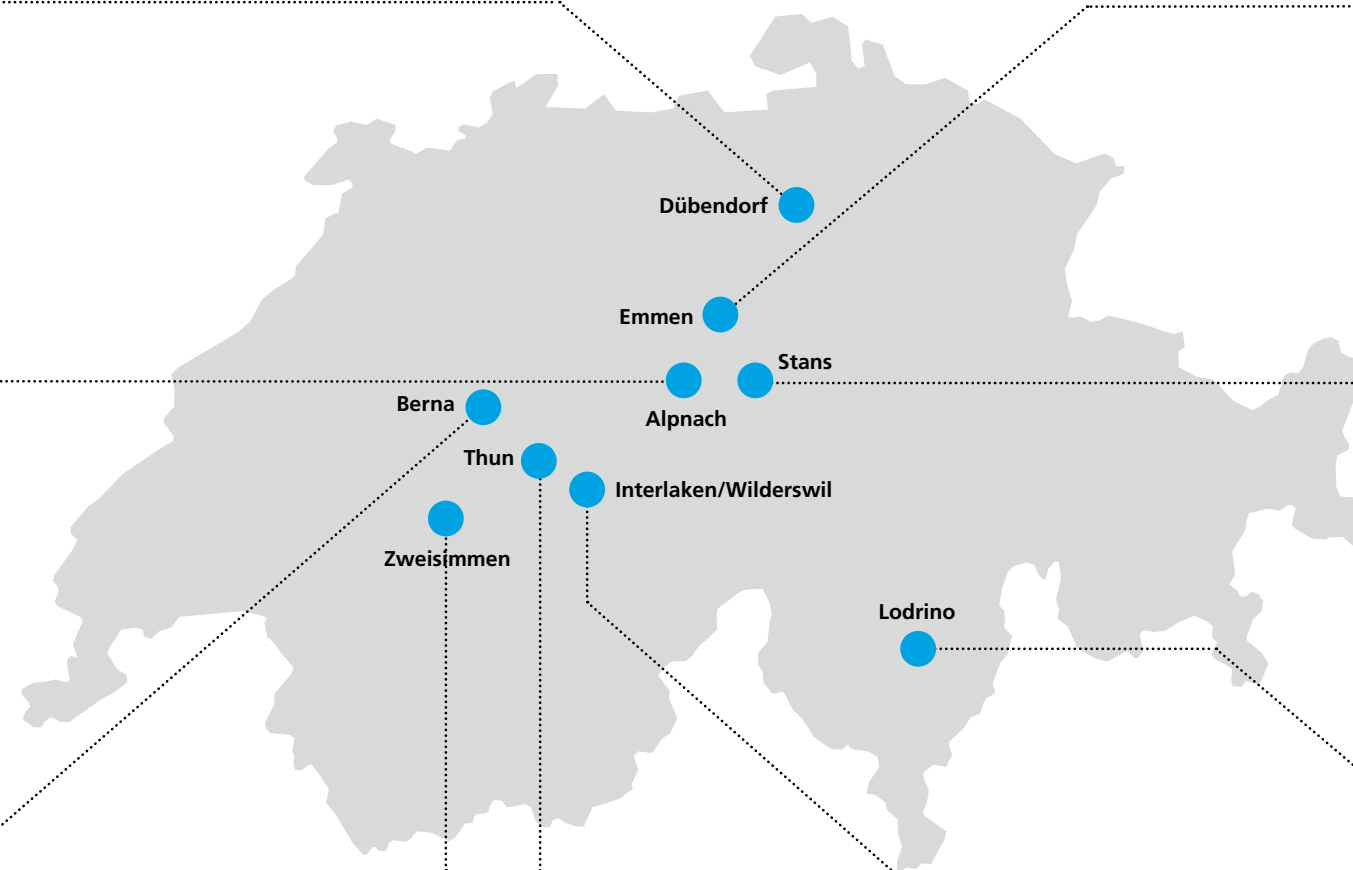 Dübendorf
Emmen
Stans
Berna
Alpnach
Thun
Interlaken/Wilderswil
Zweisimmen
Lodrino